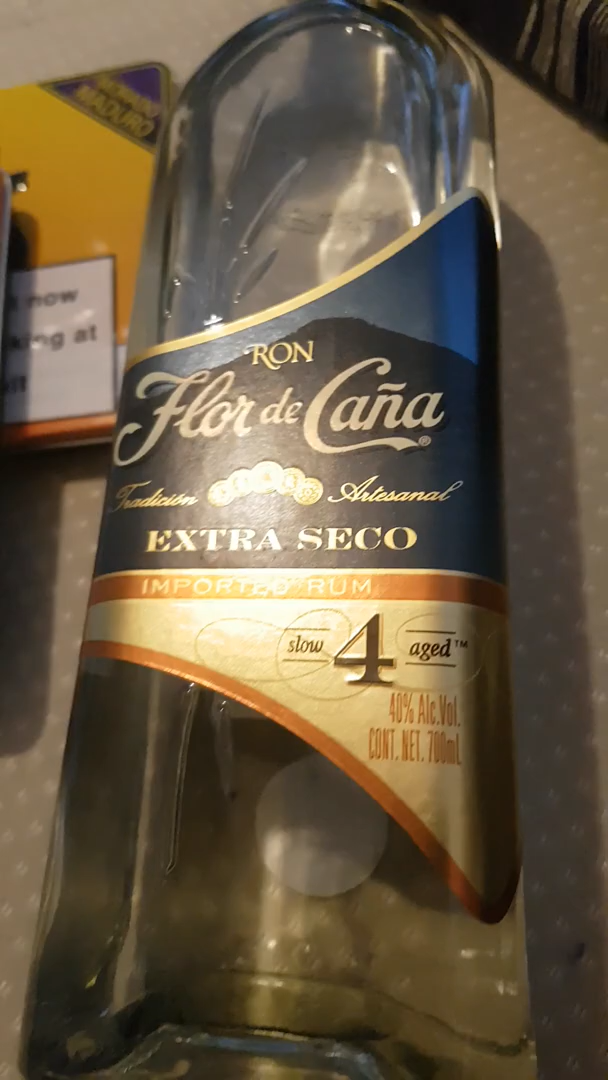 MADURO
now
king at
RON
Flor de Caña®
Tradición Artesanal
EXTRA SECO
IMPORTED RUM
slow 4 aged™
40% Alc.Vol.
CONT. NET. 700mL